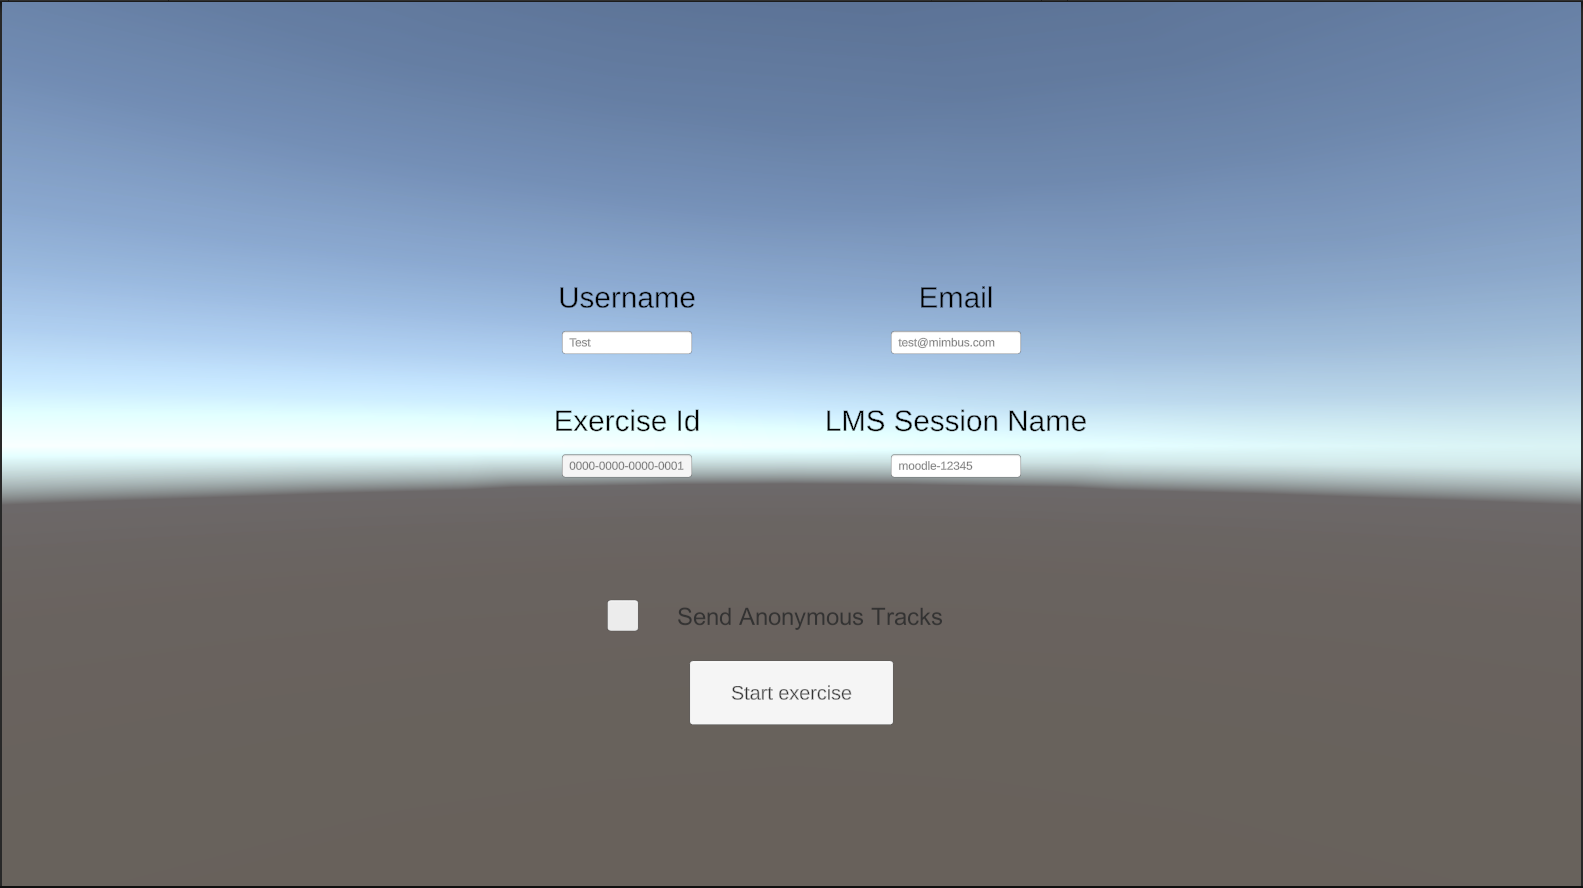 Username
Email
Test
test@mimbus.com
Exercise Id
LMS Session Name
0000-0000-0000-0001
moodle-12345
Send Anonymous Tracks
Start exercise